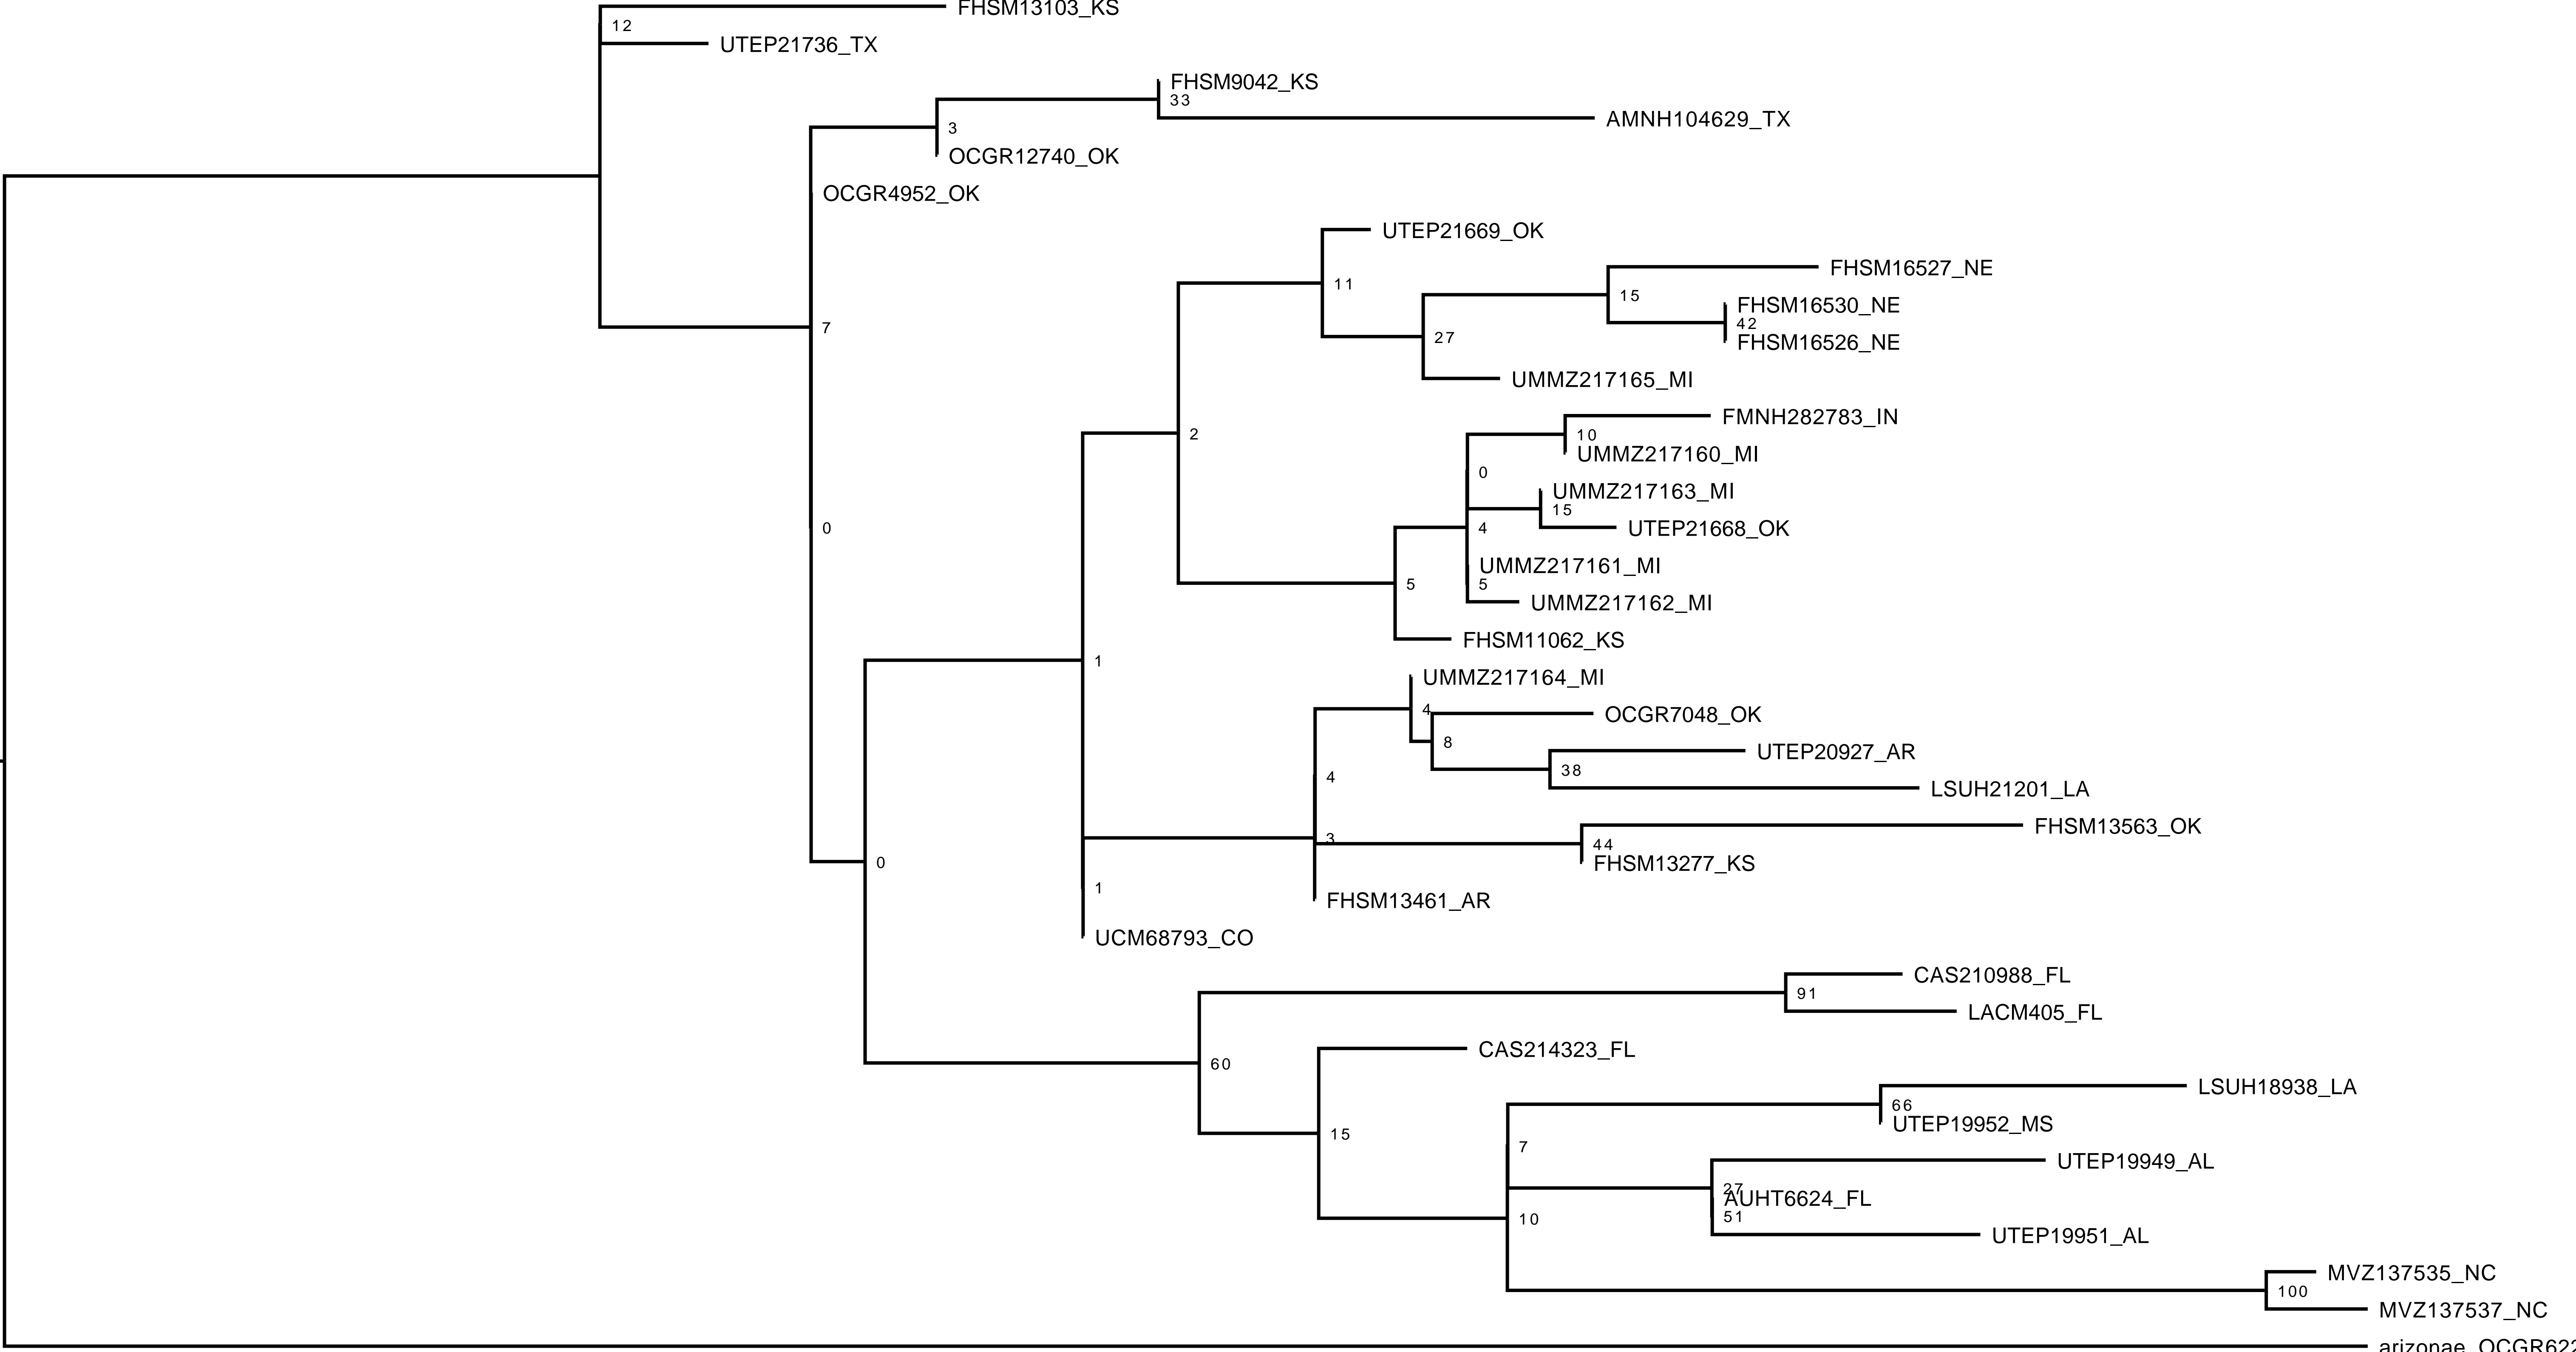 FHSM13103_KS
12
UTEP21736_TX
FHSM9042_KS
33
AMNH104629_TX
3
OCGR12740_OK
OCGR4952_OK
UTEP21669_OK
FHSM16527_NE
11
15
FHSM16530_NE
42
7
27
FHSM16526_NE
UMMZ217165_MI
FMNH282783_IN
2
10
UMMZ217160_MI
0
UMMZ217163_MI
15
0
4
UTEP21668_OK
UMMZ217161_MI
5
5
UMMZ217162_MI
FHSM11062_KS
1
UMMZ217164_MI
4
OCGR7048_OK
8
UTEP20927_AR
38
4
LSUH21201_LA
FHSM13563_OK
3
44
0
FHSM13277_KS
1
FHSM13461_AR
UCM68793_CO
CAS210988_FL
91
LACM405_FL
CAS214323_FL
60
LSUH18938_LA
66
UTEP19952_MS
15
7
UTEP19949_AL
27
AUHT6624_FL
51
10
UTEP19951_AL
MVZ137535_NC
100
MVZ137537_NC